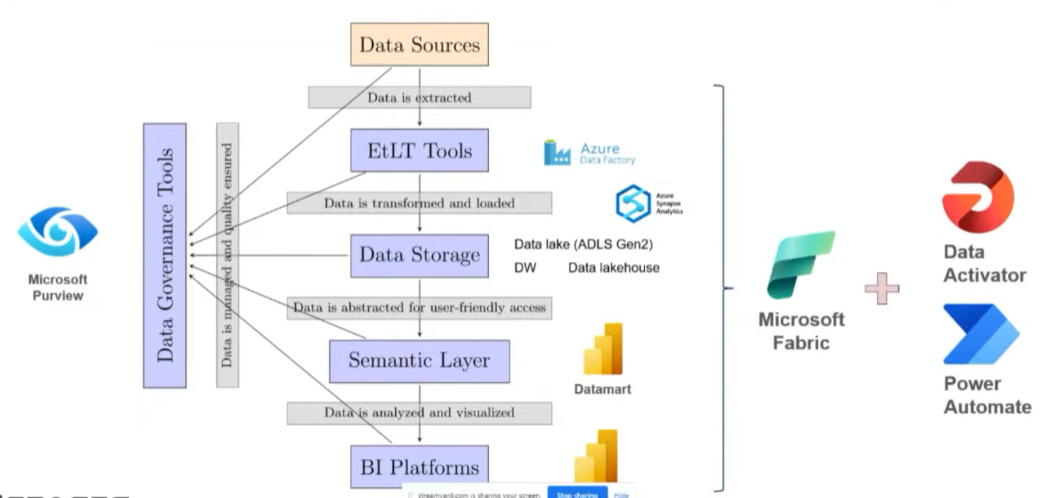 Data Sources
Data is extracted
EtLT Tools
Azure
Data Factory
Data is transformed and loaded
Azure
Synapse
Analytics
Data Storage
Data lake (ADLS Gen2)
DW Data lakehouse
Data is abstracted for user-friendly access
Semantic Layer
Datamart
Data is analyzed and visualized
BI Platforms
Data Governance Tools
Data is managed and quality ensured
Microsoft
Purview
Microsoft
Fabric
Data
Activator
Power
Automate
streamyard.com is sharing your screen.
Stop sharing
Hide